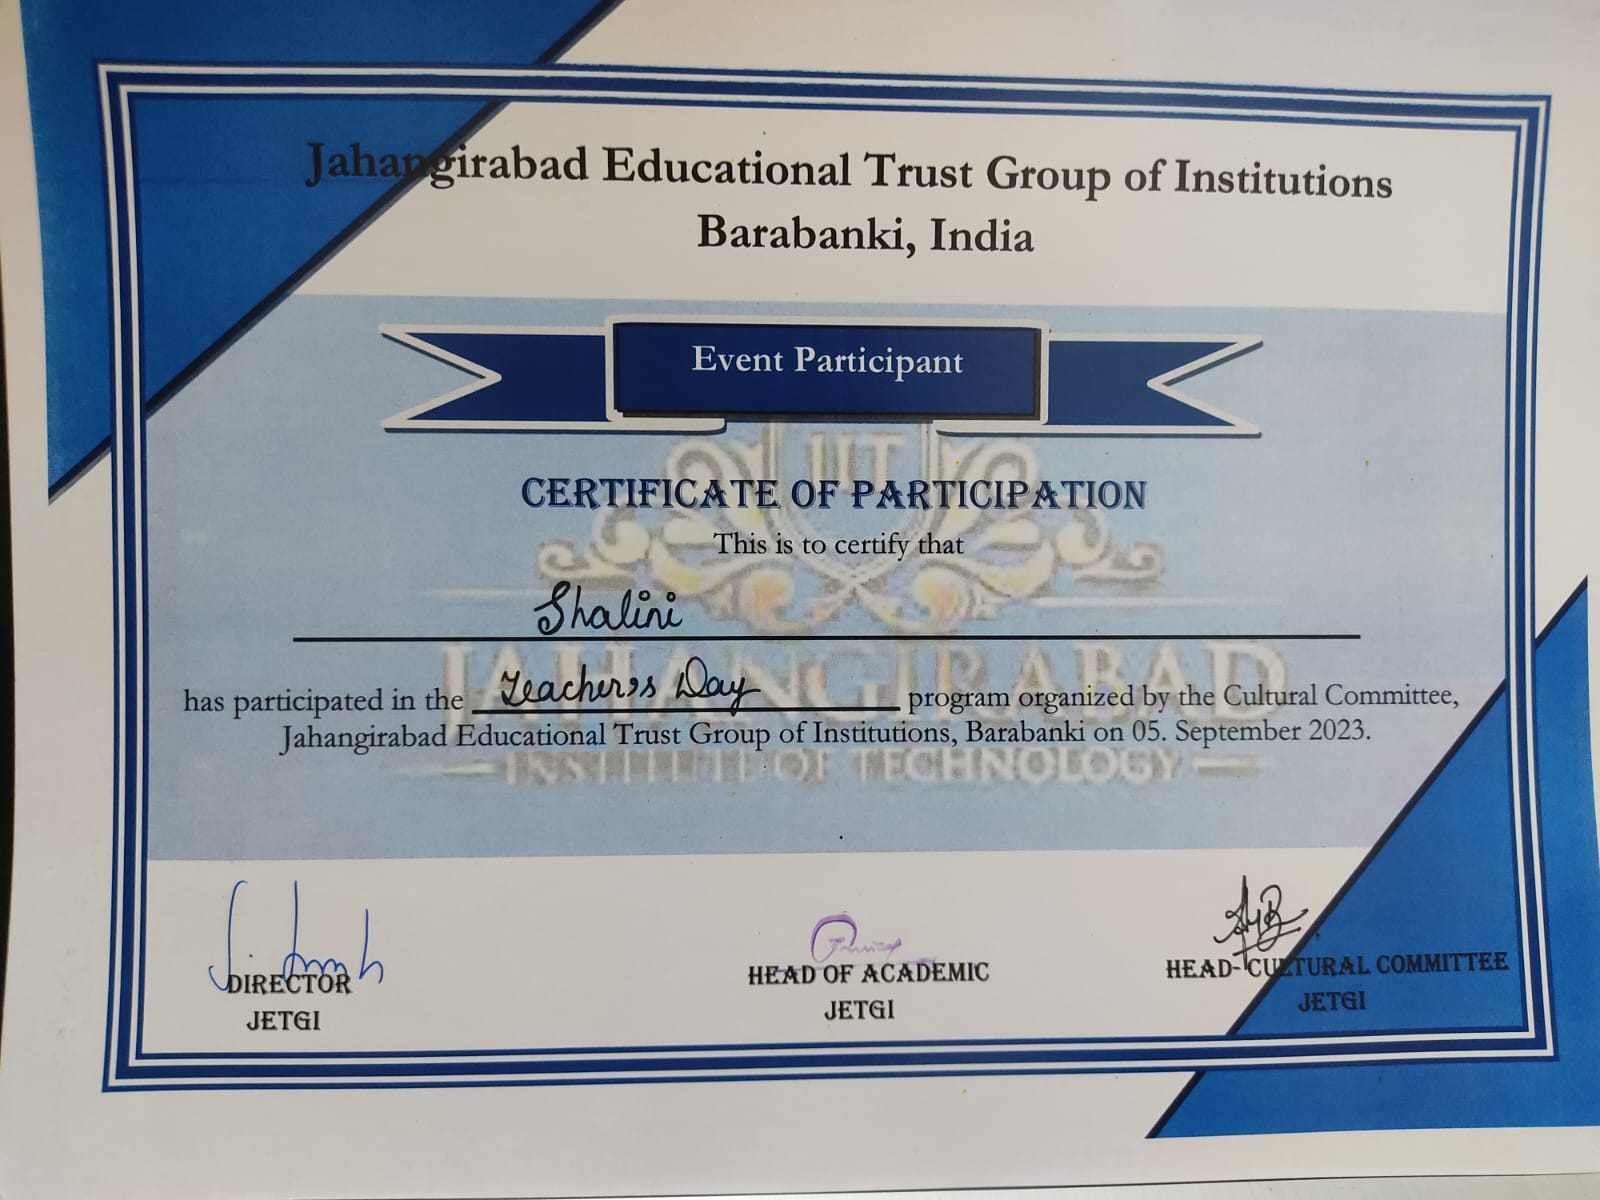 Jahangirabad Educational Trust Group of Institutions
Barabanki, India
Event Participant
JIT
CERTIFICATE OF PARTICIPATION
This is to certify that
Shalini
has participated in the Teacher,s Day program organized by the Cultural Committee,
Jahangirabad Educational Trust Group of Institutions, Barabanki on 05. September 2023.
JAHANGIRABAD
INSTITUTE OF TECHNOLOGY
DIRECTOR
JETGI
HEAD OF ACADEMIC
JETGI
HEAD- CULTURAL COMMITTEE
JETGI